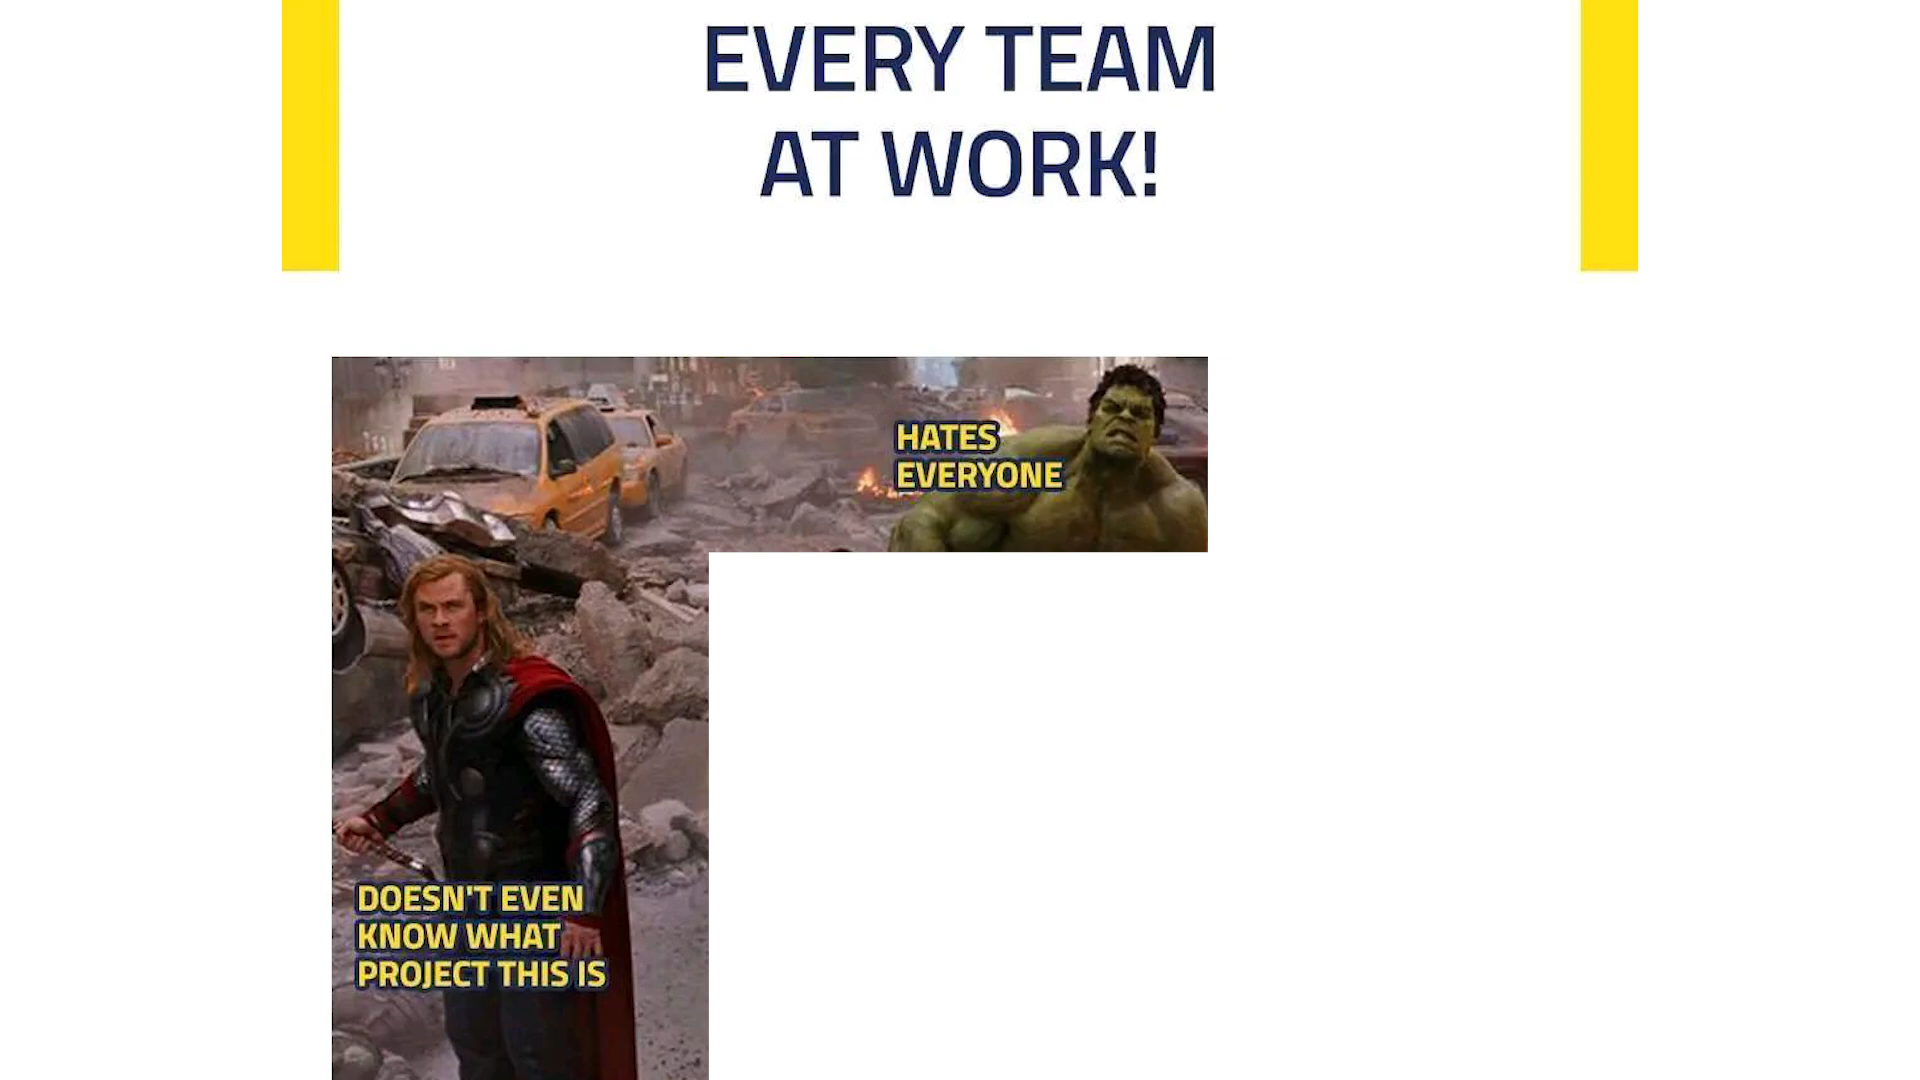 EVERY TEAM
AT WORK!
HATES
EVERYONE
DOESN'T EVEN
KNOW WHAT
PROJECT THIS IS